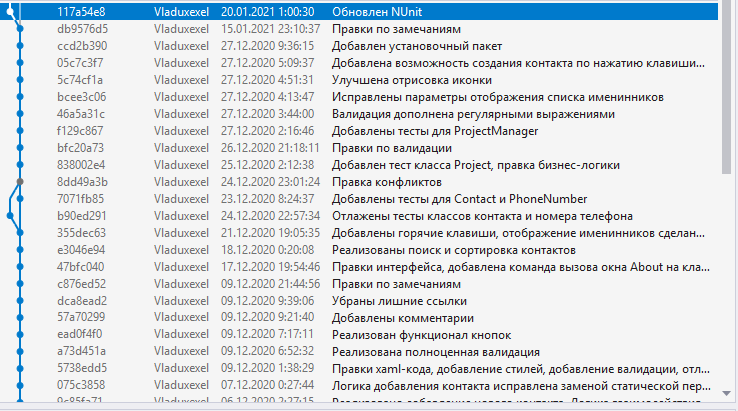 117a54e8 Vladuxexel 20.01.2021 1:00:30 Обновлен NUnit
db9576d5 Vladuxexel 15.01.2021 23:10:37 Правки по замечаниям
ccd2b390 Vladuxexel 27.12.2020 9:36:15 Добавлен установочный пакет
05c7c3f7 Vladuxexel 27.12.2020 5:09:37 Добавлена возможность создания контакта по нажатию клавиши...
5c74cf1a Vladuxexel 27.12.2020 4:51:31 Улучшена отрисовка иконки
bcee3c06 Vladuxexel 27.12.2020 4:13:47 Исправлены параметры отображения списка именинников
46a5a31c Vladuxexel 27.12.2020 3:44:00 Валидация дополнена регулярными выражениями
f129c867 Vladuxexel 27.12.2020 2:16:46 Добавлены тесты для ProjectManager
bfc20a73 Vladuxexel 26.12.2020 21:18:11 Правки по валидации
838002e4 Vladuxexel 25.12.2020 2:12:38 Добавлен тест класса Project, правка бизнес-логики
8dd49a3b Vladuxexel 24.12.2020 23:01:24 Правка конфликтов
7071fb85 Vladuxexel 23.12.2020 8:24:37 Добавлены тесты для Contact и PhoneNumber
b90ed291 Vladuxexel 24.12.2020 22:57:34 Отлажены тесты классов контакта и номера телефона
355dec63 Vladuxexel 21.12.2020 19:05:35 Добавлены горячие клавиши, отображение именинников сделан...
e3046e94 Vladuxexel 18.12.2020 0:20:08 Реализованы поиск и сортировка контактов
47bfc040 Vladuxexel 17.12.2020 19:54:46 Правки интерфейса, добавлена команда вызова окна About на кла...
c876ed52 Vladuxexel 09.12.2020 21:44:56 Правки по замечаниям
dca8ead2 Vladuxexel 09.12.2020 9:39:06 Убраны лишние ссылки
57a70299 Vladuxexel 09.12.2020 9:21:40 Добавлены комментарии
ead0f4f0 Vladuxexel 09.12.2020 7:17:11 Реализован функционал кнопок
a73d451a Vladuxexel 09.12.2020 6:52:32 Реализована полноценная валидация
5738edd5 Vladuxexel 09.12.2020 1:38:29 Правки xaml-кода, добавление стилей, добавление валидации, отл...
075c3858 Vladuxexel 07.12.2020 0:27:44 Логика добавления контакта исправлена заменой статической пер...
Vladuxexel 06.12.2020 2:27:15